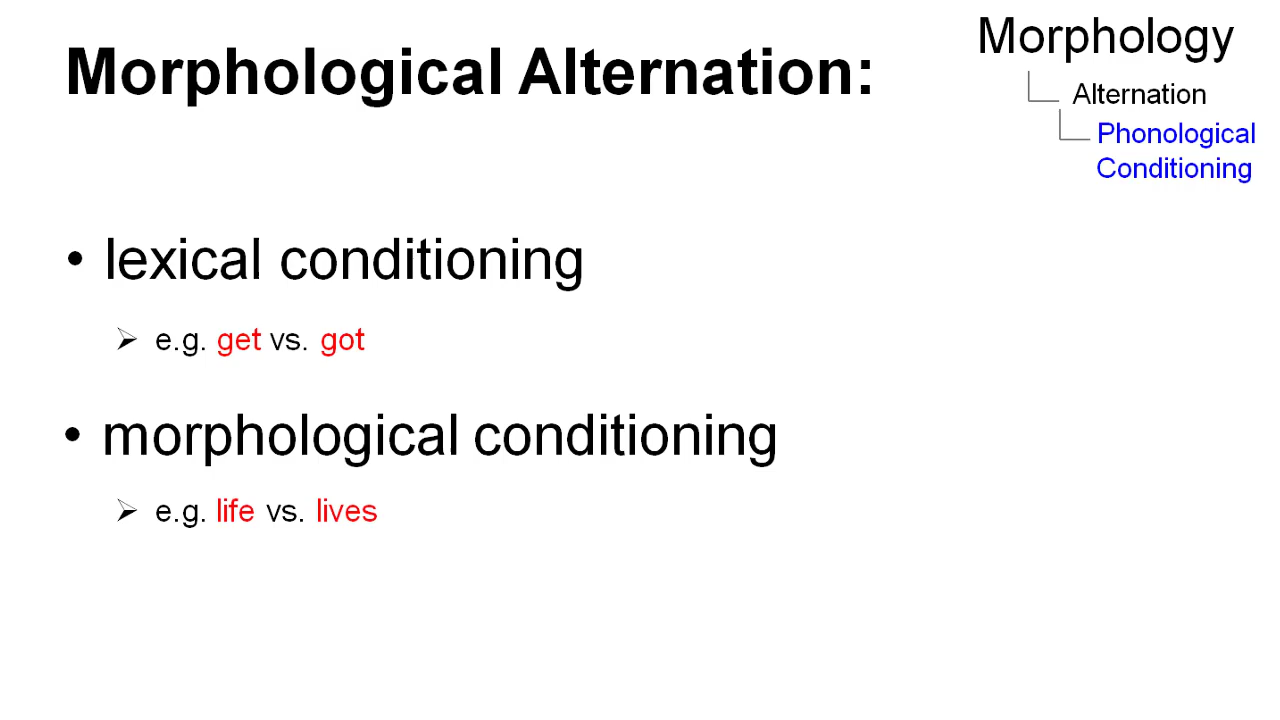 Morphological Alternation:
Morphology
Alternation
Phonological
Conditioning
• lexical conditioning
➢ e.g. get vs. got
• morphological conditioning
➢ e.g. life vs. lives